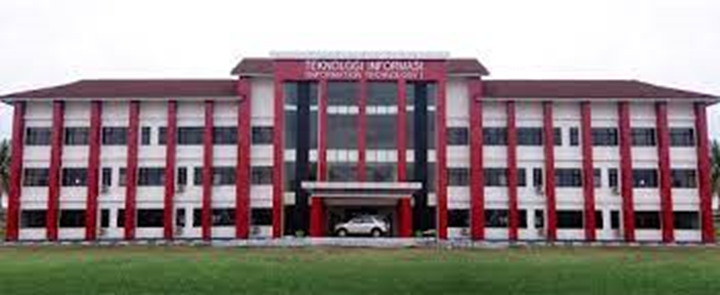 TEKNOLOGI INFORMASI
(INFORMATION TECHNOLOGY)